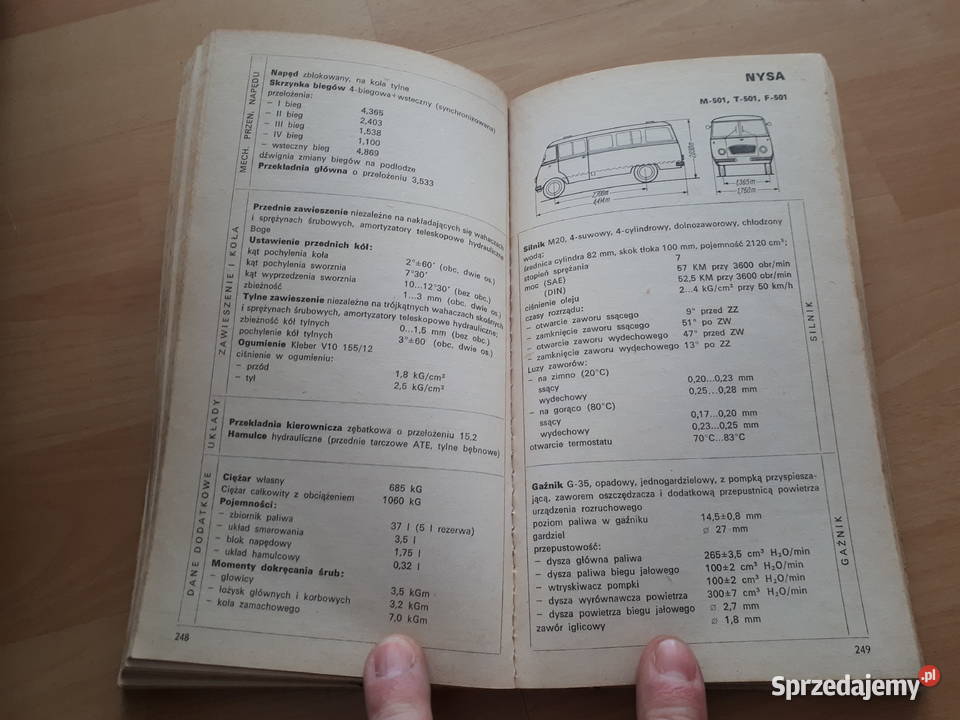 MECH. PRZEN. NAPĘDU
Napęd zblokowany, na koła tylne
Skrzynka biegów 4-biegowa+wsteczny (synchronizowana)
przełożenia:
– I bieg 4,365
– II bieg 2,403
– III bieg 1,538
– IV bieg 1,100
– wsteczny bieg 4,869
dźwignia zmiany biegów na podłodze
Przekładnia główna o przełożeniu 3,533
ZAWIESZENIE I KOŁA
Przednie zawieszenie niezależne na nakładających się wahaczach
i sprężynach śrubowych, amortyzatory teleskopowe hydrauliczne
Boge
Ustawienie przednich kół:
kąt pochylenia koła 2°±60′ (obc. dwie os.)
kąt pochylenia sworznia 7°30′
kąt wyprzedzenia sworznia 10...12°30′ (bez obc.)
zbieżność 1...3 mm (obc. dwie os.)
Tylne zawieszenie niezależne na trójkątnych wahaczach skośnych
i sprężynach śrubowych, amortyzatory teleskopowe hydrauliczne;
zbieżność kół tylnych 0...1,5 mm (bez obc.)
pochylenie kół tylnych 3°±60′ (obc. dwie os.)
Ogumienie Kleber V10 155/12
ciśnienie w ogumieniu:
– przód 1,8 kG/cm²
– tył 2,5 kG/cm²
UKŁADY
Przekładnia kierownicza zębatkowa o przełożeniu 15,2
Hamulce hydrauliczne (przednie tarczowe ATE, tylne bębnowe)
DANE DODATKOWE
Ciężar własny 685 kG
Ciężar całkowity z obciążeniem 1060 kG
Pojemności:
– zbiornik paliwa 37 l (5 l rezerwa)
– układ smarowania 3,5 l
– blok napędowy 1,75 l
– układ hamulcowy 0,32 l
Momenty dokręcania śrub:
– głowicy 3,5 kGm
– łożysk głównych i korbowych 3,2 kGm
– koła zamachowego 7,0 kGm
248
NYSA
M-501, T-501, F-501
2,700m
4,494m
1,365m
1,760m
SILNIK
Silnik M20, 4-suwowy, 4-cylindrowy, dolnozaworowy, chłodzony
wodą;
średnica cylindra 82 mm, skok tłoka 100 mm, pojemność 2120 cm³;
stopień sprężania 7
moc (SAE) 57 KM przy 3600 obr/min
(DIN) 52,5 KM przy 3600 obr/min
ciśnienie oleju 2...4 kG/cm² przy 50 km/h
czasy rozrządu:
– otwarcie zaworu ssącego 9° przed ZZ
– zamknięcie zaworu ssącego 51° po ZW
– otwarcie zaworu wydechowego 47° przed ZW
– zamknięcie zaworu wydechowego 13° po ZZ
Luzy zaworów:
– na zimno (20°C)
ssący 0,20...0,23 mm
wydechowy 0,25...0,28 mm
– na gorąco (80°C)
ssący 0,17...0,20 mm
wydechowy 0,23...0,25 mm
otwarcie termostatu 70°C...83°C
GAŹNIK
Gaźnik G-35, opadowy, jednogardzielowy, z pompką przyspiesza-
jącą, zaworem oszczędzacza i dodatkową przepustnicą powietrza
urządzenia rozruchowego
poziom paliwa w gaźniku 14,5±0,8 mm
gardziel ⌀ 27 mm
przepustowość:
– dysza główna paliwa 265±3,5 cm³ H₂O/min
– dysza paliwa biegu jałowego 100±2 cm³ H₂O/min
– wtryskiwacz pompki 100±2 cm³ H₂O/min
– dysza wyrównawcza powietrza 300±7 cm³ H₂O/min
– dysza powietrza biegu jałowego ⌀ 2,7 mm
zawór iglicowy ⌀ 1,8 mm
249
Sprzedajemy.pl